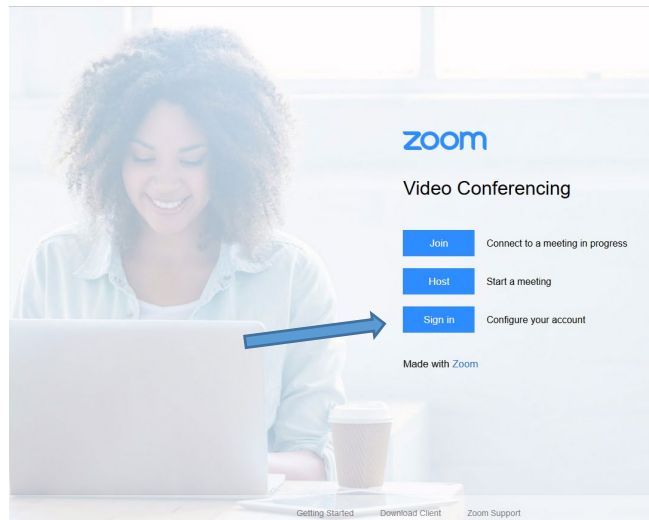 zoom
Video Conferencing
Join Connect to a meeting in progress
Host Start a meeting
Sign in Configure your account
Made with Zoom
Getting Started Download Client Zoom Support